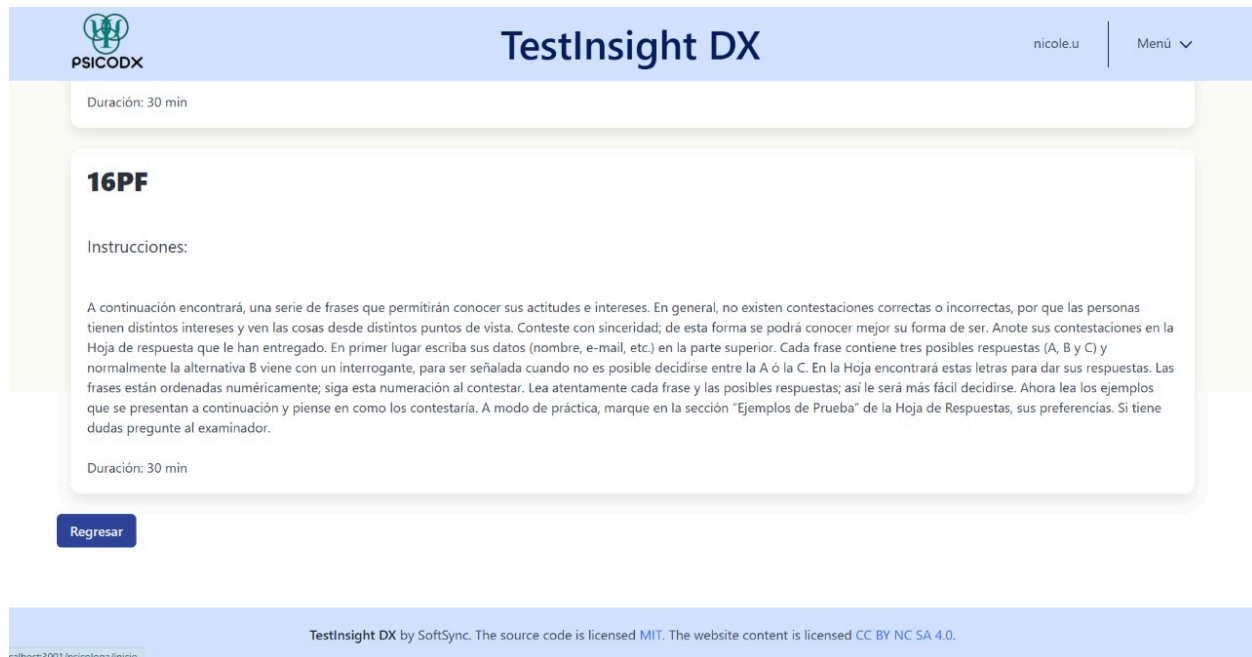 PSICODX
TestInsight DX
nicole.u
Menú
Duración: 30 min
16PF
Instrucciones:
A continuación encontrará, una serie de frases que permitirán conocer sus actitudes e intereses. En general, no existen contestaciones correctas o incorrectas, por que las personas
tienen distintos intereses y ven las cosas desde distintos puntos de vista. Conteste con sinceridad; de esta forma se podrá conocer mejor su forma de ser. Anote sus contestaciones en la
Hoja de respuesta que le han entregado. En primer lugar escriba sus datos (nombre, e-mail, etc.) en la parte superior. Cada frase contiene tres posibles respuestas (A, B y C) y
normalmente la alternativa B viene con un interrogante, para ser señalada cuando no es posible decidirse entre la A ó la C. En la Hoja encontrará estas letras para dar sus respuestas. Las
frases están ordenadas numéricamente; siga esta numeración al contestar. Lea atentamente cada frase y las posibles respuestas; así le será más fácil decidirse. Ahora lea los ejemplos
que se presentan a continuación y piense en como los contestaría. A modo de práctica, marque en la sección "Ejemplos de Prueba" de la Hoja de Respuestas, sus preferencias. Si tiene
dudas pregunte al examinador.
Duración: 30 min
Regresar
TestInsight DX by SoftSync. The source code is licensed MIT. The website content is licensed CC BY NC SA 4.0.